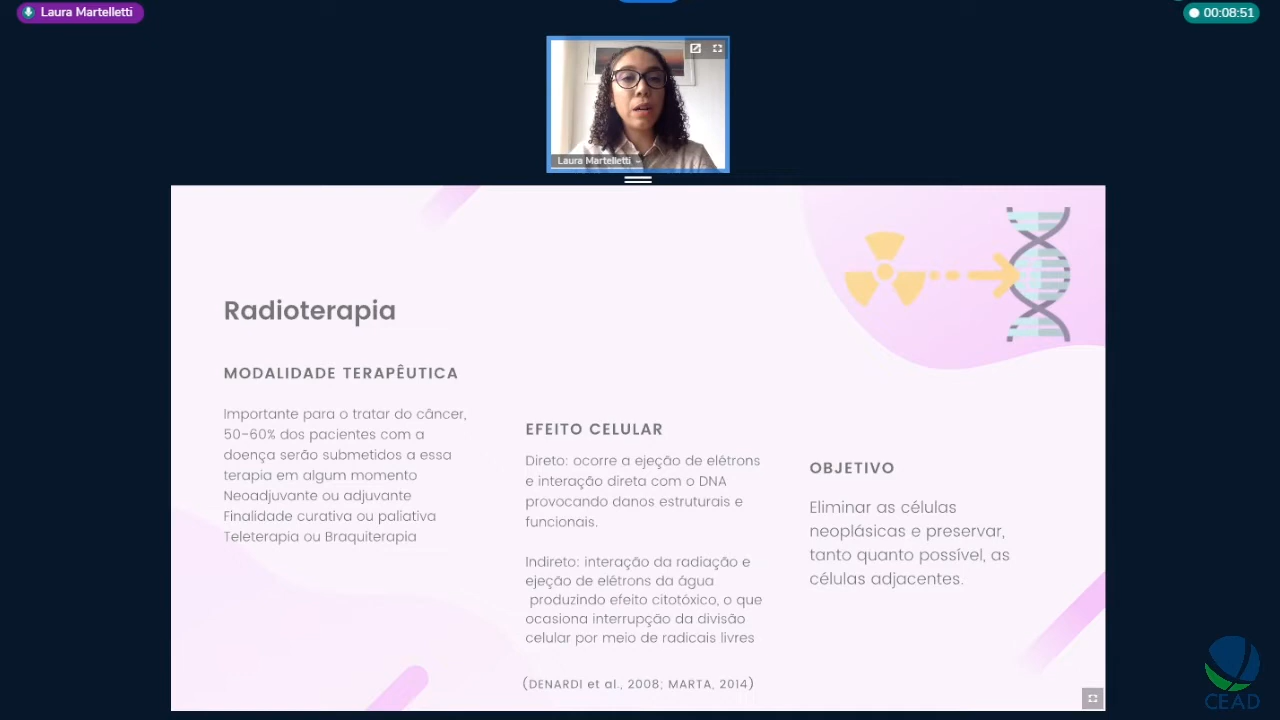 Laura Martelletti
00:08:51
Laura Martelletti
Radioterapia
MODALIDADE TERAPÊUTICA
Importante para o tratar do câncer,
50-60% dos pacientes com a
doença serão submetidos a essa
terapia em algum momento
Neoadjuvante ou adjuvante
Finalidade curativa ou paliativa
Teleterapia ou Braquiterapia
EFEITO CELULAR
Direto: ocorre a ejeção de elétrons
e interação direta com o DNA
provocando danos estruturais e
funcionais.
Indireto: interação da radiação e
ejeção de elétrons da água
produzindo efeito citotóxico, o que
ocasiona interrupção da divisão
celular por meio de radicais livres
OBJETIVO
Eliminar as células
neoplásicas e preservar,
tanto quanto possível, as
células adjacentes.
(DENARDI et al., 2008; MARTA, 2014)
CEAD